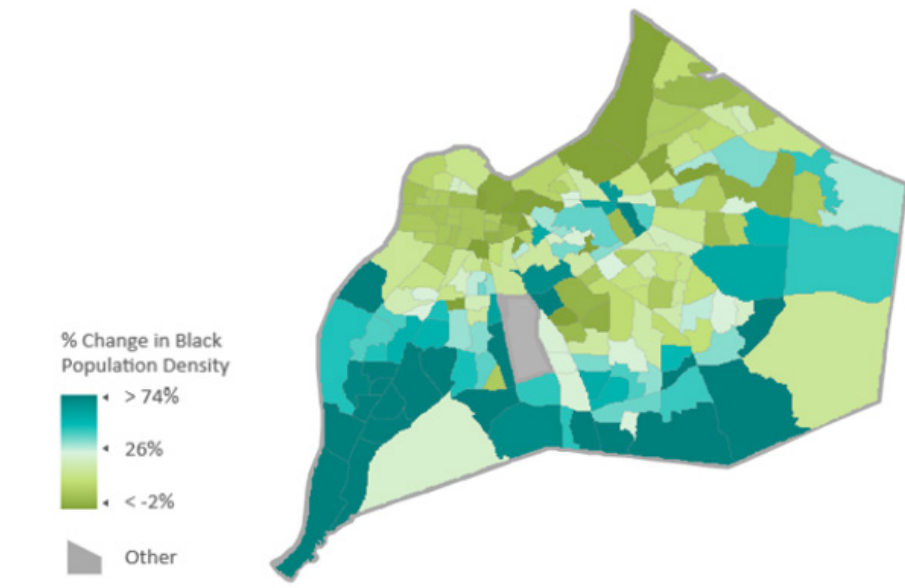 % Change in Black
Population Density
> 74%
26%
< -2%
Other